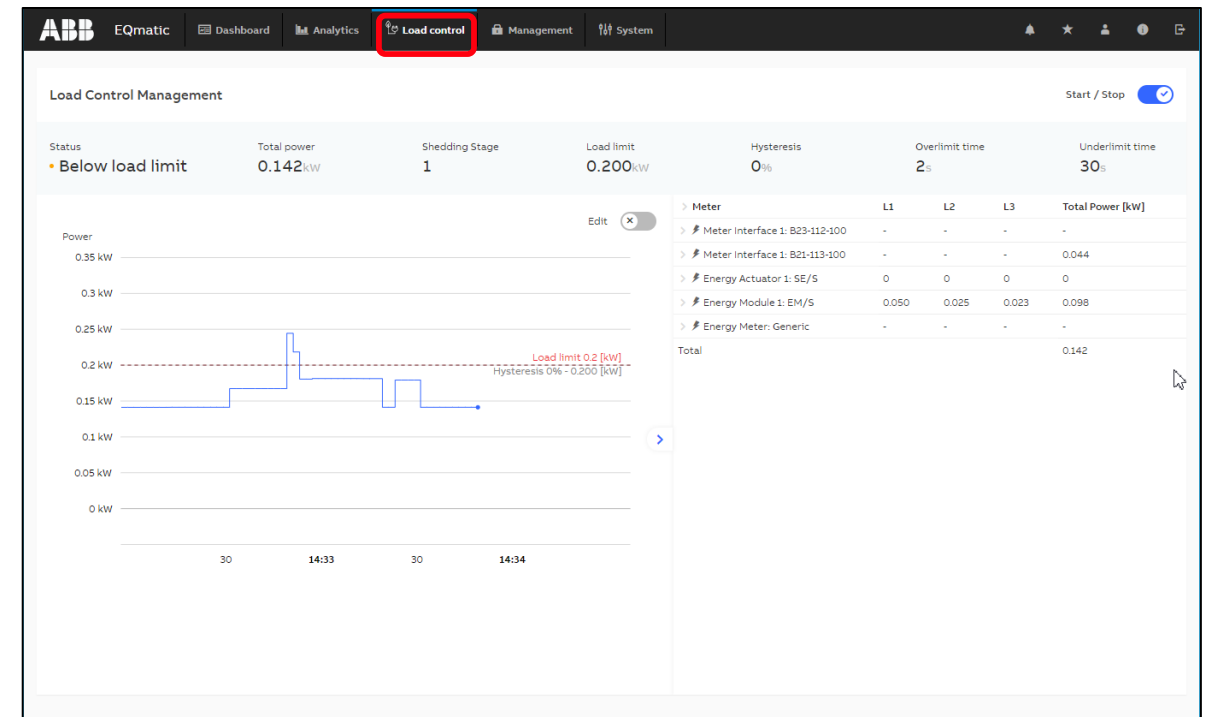 ABB EQmatic Dashboard Analytics Load control Management System
Load Control Management Start / Stop
Status Total power Shedding Stage Load limit Hysteresis Overlimit time Underlimit time
Below load limit 0.142kW 1 0.200kW 0% 2s 30s
Edit
Power
0.35 kW
0.3 kW
0.25 kW
0.2 kW
0.15 kW
0.1 kW
0.05 kW
0 kW
Load limit 0.2 [kW]
Hysteresis 0% - 0.200 [kW]
30 14:33 30 14:34
Meter L1 L2 L3 Total Power [kW]
Meter Interface 1: B23-112-100 - - - -
Meter Interface 1: B21-113-100 - - - 0.044
Energy Actuator 1: SE/S 0 0 0 0
Energy Module 1: EM/S 0.050 0.025 0.023 0.098
Energy Meter: Generic - - - -
Total 0.142